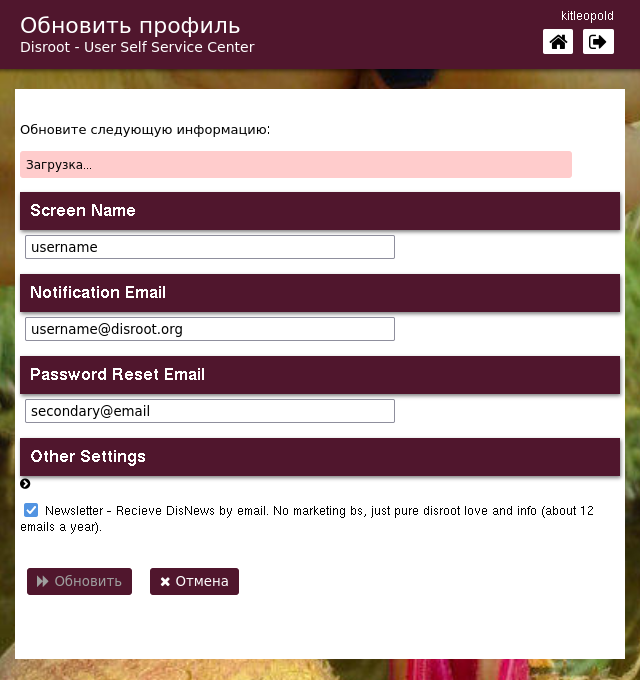 Обновить профиль
kitleopold
Disroot - User Self Service Center
Обновите следующую информацию:
Загрузка...
Screen Name
username
Notification Email
username@disroot.org
Password Reset Email
secondary@email
Other Settings
Newsletter - Recieve DisNews by email. No marketing bs, just pure disroot love and info (about 12
emails a year).
Обновить
Отмена